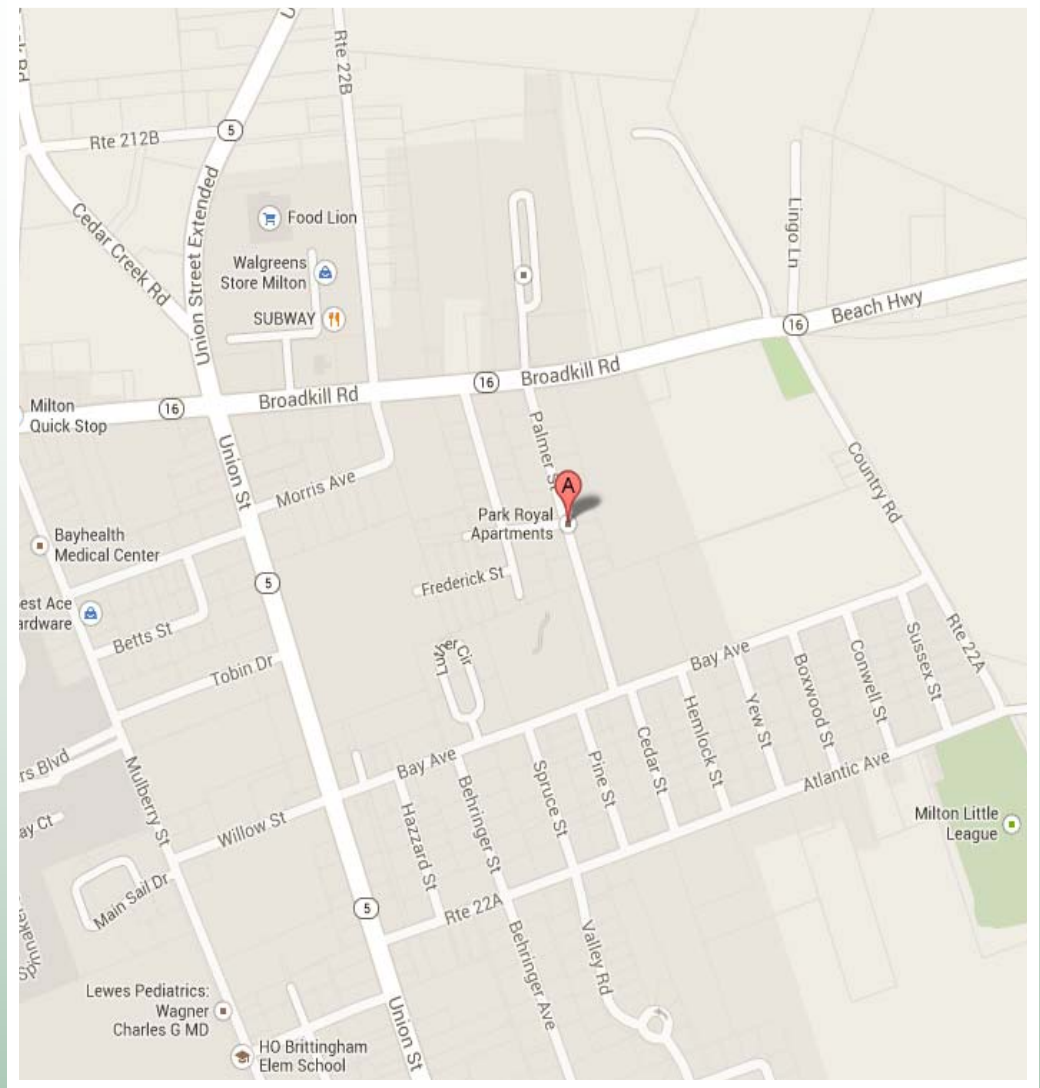 Rte 22B
Rte 212B
5
Cedar Creek Rd
Union Street Extended
Food Lion
Walgreens
Store Milton
SUBWAY
Lingo Ln
Beach Hwy
16
Broadkill Rd
16
Broadkill Rd
16
Milton
Quick Stop
Union St
Palmer St
A
Morris Ave
Country Rd
Park Royal
Apartments
Bayhealth
Medical Center
5
Frederick St
Betts St
Tobin Dr
Bay Ave
Rte 22A
Sussex St
Conwell St
Boxwood St
Yew St
Hemlock St
Cedar St
Pine St
Spruce St
Bay Ave
Behringer St
Hazzard St
Atlantic Ave
Milton Little
League
Mulberry St
Willow St
Main Sail Dr
5
Rte 22A
Valley Rd
Behringer Ave
Lewes Pediatrics:
Wagner
Charles G MD
HO Brittingham
Elem School
Union St